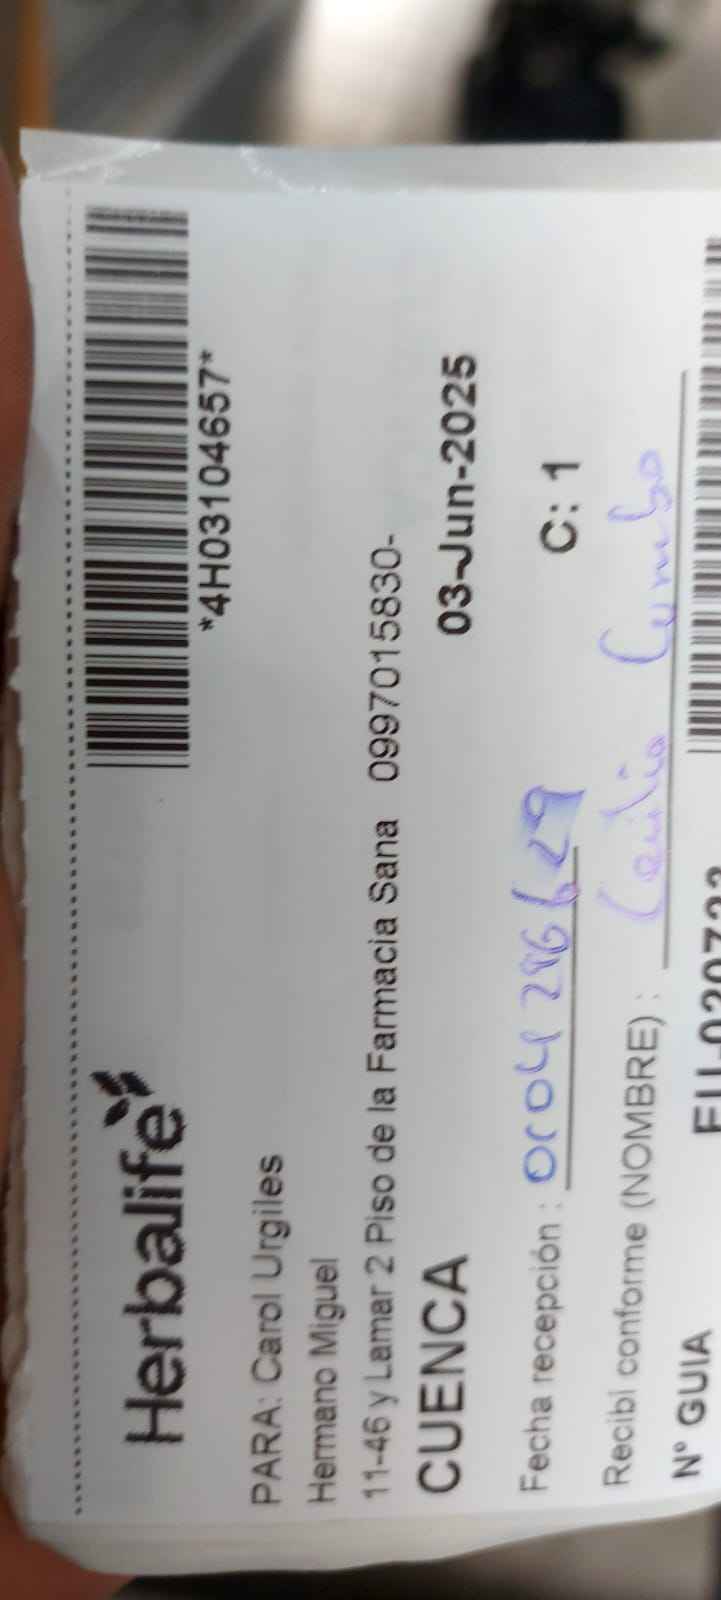 Herbalife
*4H03104657*
PARA: Carol Urgiles
Hermano Miguel
11-46 y Lamar 2 Piso de la Farmacia Sana 0997015830-
CUENCA 03-Jun-2025
Fecha recepción : C: 1
Recibí conforme (NOMBRE) :
N° GUIA